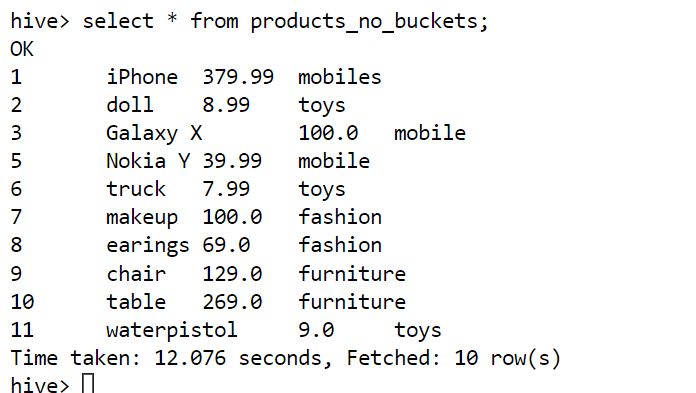 hive> select * from products_no_buckets;
OK
1	iPhone	379.99	mobiles
2	doll	8.99	toys
3	Galaxy X	100.0	mobile
5	Nokia Y	39.99	mobile
6	truck	7.99	toys
7	makeup	100.0	fashion
8	earings	69.0	fashion
9	chair	129.0	furniture
10	table	269.0	furniture
11	waterpistol	9.0	toys
Time taken: 12.076 seconds, Fetched: 10 row(s)
hive>